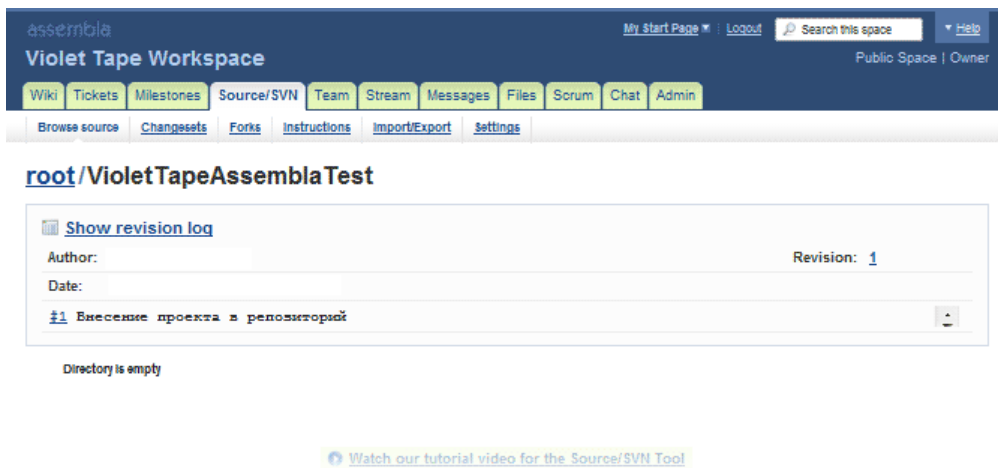 assembla
My Start Page Logout Search this space Help
Violet Tape Workspace
Public Space | Owner
Wiki Tickets Milestones Source/SVN Team Stream Messages Files Scrum Chat Admin
Browse source Changesets Forks Instructions Import/Export Settings
root/VioletTapeAssemblaTest
Show revision log
Author: Revision: 1
Date:
#1 Внесение проекта в репозиторий
Directory is empty
Watch our tutorial video for the Source/SVN Tool